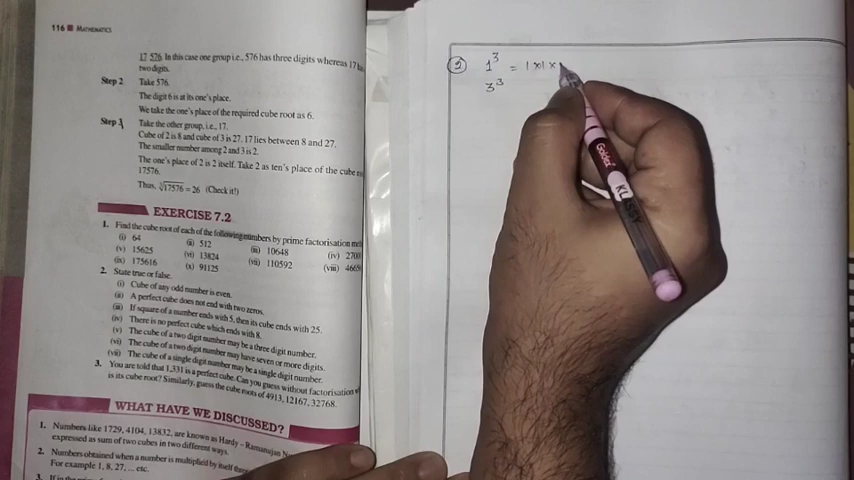 116 ■ MATHEMATICS
17 576. In this case one group i.e., 576 has three digits whereas 17
two digits.
Step 2 Take 576.
The digit 6 is at its one's place.
We take the one's place of the required cube root as 6.
Step 3 Take the other group, i.e., 17.
Cube of 2 is 8 and cube of 3 is 27. 17 lies between 8 and 27.
The smaller number among 2 and 3 is 2.
The one's place of 2 is 2 itself. Take 2 as ten's place of the cube
17576.
Thus, ∛17576 = 26 (Check it!)
EXERCISE 7.2
1. Find the cube root of each of the following numbers by prime factorisation
(i) 64 (ii) 512 (iii) 10648 (iv) 2700
(v) 15625 (vi) 13824 (vii) 110592 (viii) 4665
(ix) 175616 (x) 91125
2. State true or false.
(i) Cube of any odd number is even.
(ii) A perfect cube does not end with two zeros.
(iii) If square of a number ends with 5, then its cube ends with 25.
(iv) There is no perfect cube which ends with 8.
(v) The cube of a two digit number may be a three digit number.
(vi) The cube of a two digit number may have seven or more digits.
(vii) The cube of a single digit number may be a single digit number.
3. You are told that 1,331 is a perfect cube. Can you guess without factorisation
is its cube root? Similarly, guess the cube roots of 4913, 12167, 32768.
WHAT HAVE WE DISCUSSED?
1. Numbers like 1729, 4104, 13832, are known as Hardy – Ramanujan
expressed as sum of two cubes in two different ways.
2. Numbers obtained when a number is multiplied by itself
For example 1, 8, 27, ... etc.
3. If in the
1³ = 1×1×
3³